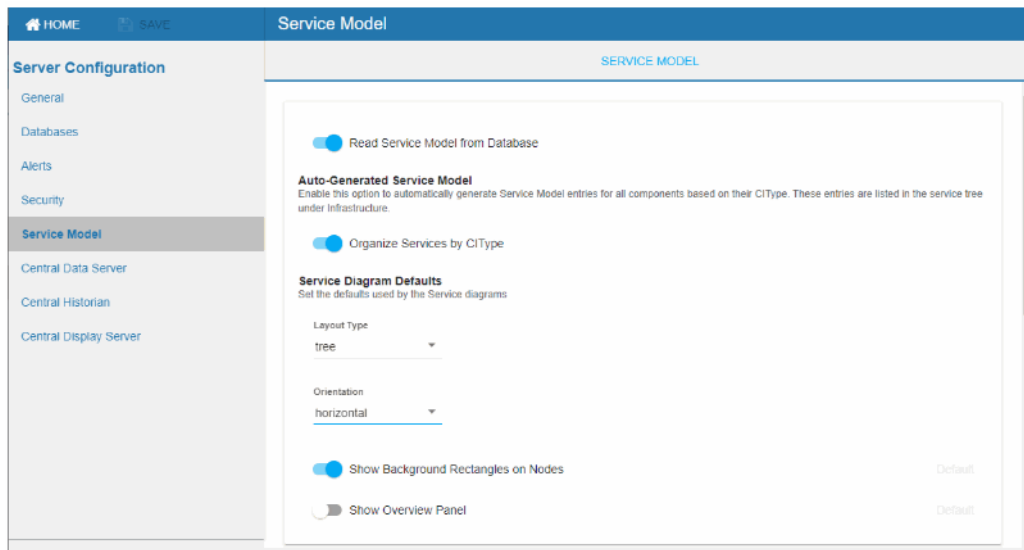 HOME
SAVE
Service Model
Server Configuration
SERVICE MODEL
General
Databases
Alerts
Security
Service Model
Central Data Server
Central Historian
Central Display Server
Read Service Model from Database
Auto-Generated Service Model
Enable this option to automatically generate Service Model entries for all components based on their CIType. These entries are listed in the service tree
under Infrastructure.
Organize Services by CIType
Service Diagram Defaults
Set the defaults used by the Service diagrams
Layout Type
tree
Orientation
horizontal
Show Background Rectangles on Nodes
Default
Show Overview Panel
Default